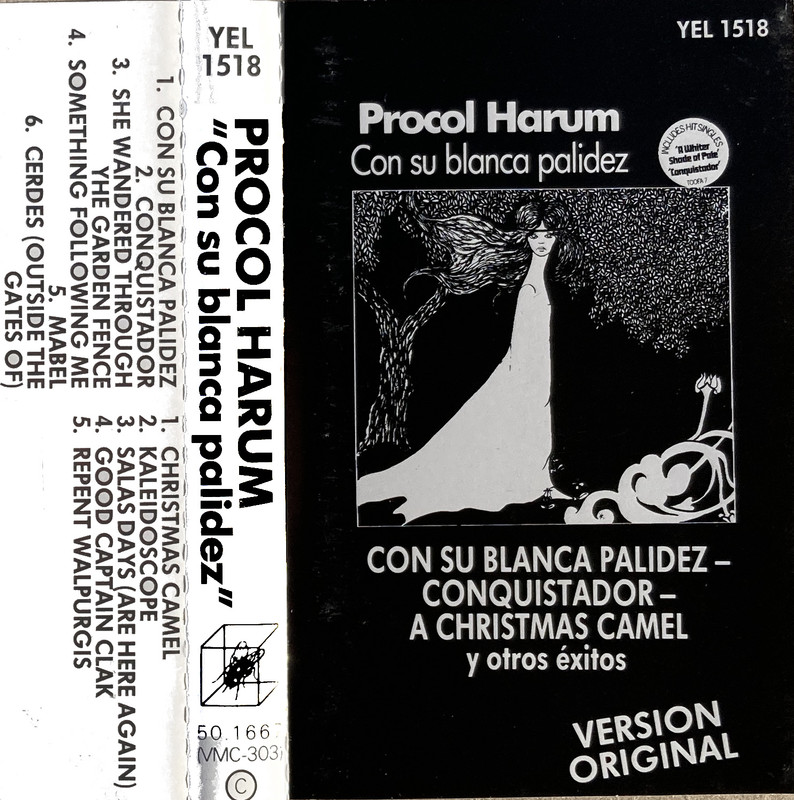 YEL 1518
Procol Harum
Con su blanca palidez
INCLUDES HIT SINGLES
'A Whiter
Shade of Pale'
'Conquistador'
TOOFA 7
CON SU BLANCA PALIDEZ –
CONQUISTADOR –
A CHRISTMAS CAMEL
y otros éxitos
VERSION
ORIGINAL
YEL
1518
PROCOL HARUM
"Con su blanca palidez"
50.166
(VMC-303)
C
1. CON SU BLANCA PALIDEZ
2. CONQUISTADOR
3. SHE WANDERED THROUGH
YHE GARDEN FENCE
4. SOMETHING FOLLOWING ME
5. MABEL
6. CERDES (OUTSIDE THE
GATES OF)
1. CHRISTMAS CAMEL
2. KALEIDOSCOPE
3. SALAS DAYS (ARE HERE AGAIN)
4. GOOD CAPTAIN CLAK
5. REPENT WALPURGIS